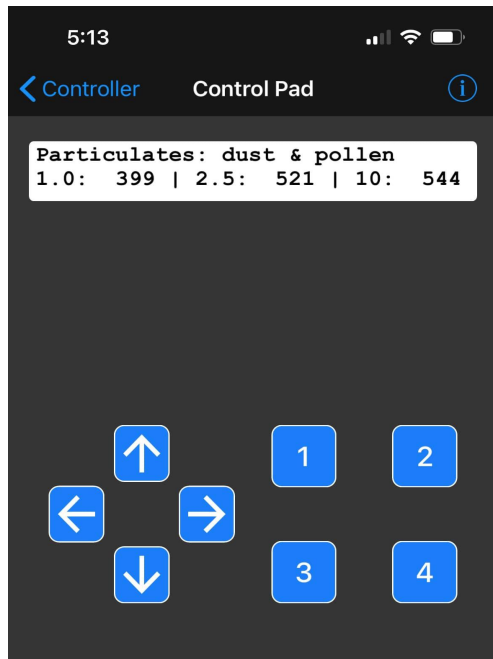 5:13
Controller Control Pad
Particulates: dust & pollen
1.0: 399 | 2.5: 521 | 10: 544
1 2
3 4